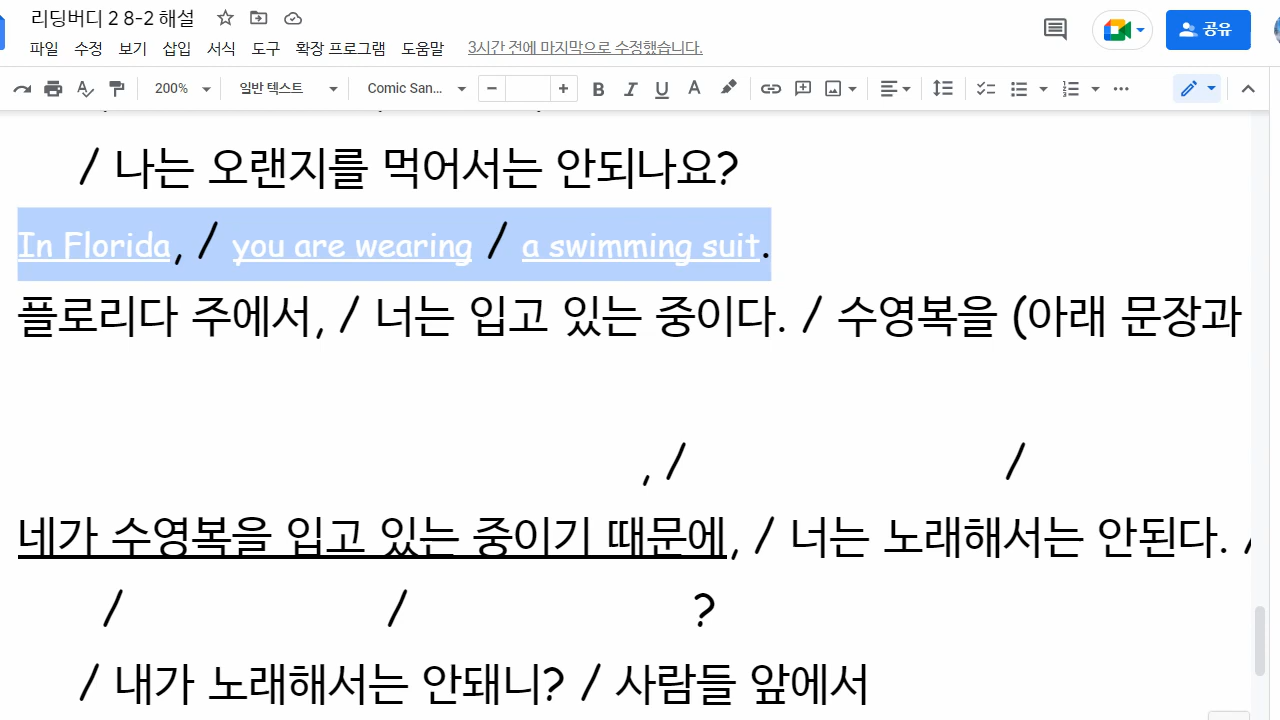 리딩버디 2 8-2 해설
파일 수정 보기 삽입 서식 도구 확장 프로그램 도움말 3시간 전에 마지막으로 수정했습니다.
공유
200% 일반 텍스트 Comic San... B I U A
/ 나는 오랜지를 먹어서는 안되나요?
In Florida, / you are wearing / a swimming suit.
플로리다 주에서, / 너는 입고 있는 중이다. / 수영복을 (아래 문장과
, / /
네가 수영복을 입고 있는 중이기 때문에, / 너는 노래해서는 안된다. /
/ / ?
/ 내가 노래해서는 안돼니? / 사람들 앞에서